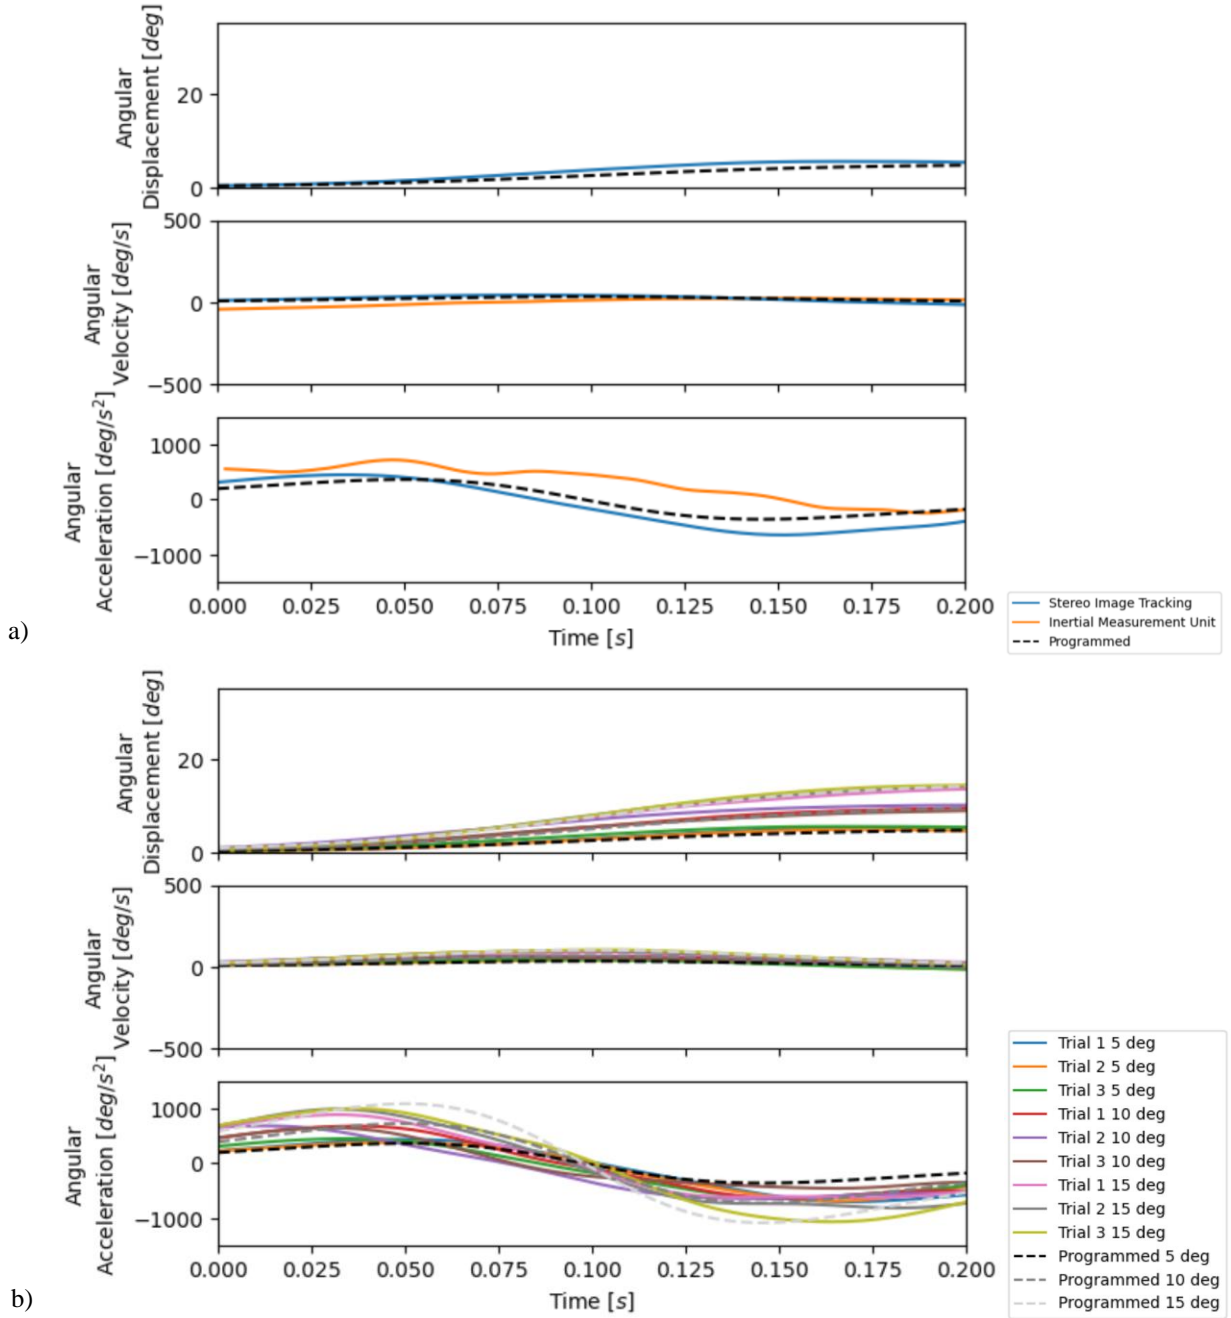 Angular
Displacement [deg]
20
0
Angular
Velocity [deg/s]
500
0
−500
Angular
Acceleration [deg/s²]
1000
0
−1000
0.000 0.025 0.050 0.075 0.100 0.125 0.150 0.175 0.200
Time [s]
Stereo Image Tracking
Inertial Measurement Unit
Programmed
a)
Angular
Displacement [deg]
20
0
Angular
Velocity [deg/s]
500
0
−500
Angular
Acceleration [deg/s²]
1000
0
−1000
0.000 0.025 0.050 0.075 0.100 0.125 0.150 0.175 0.200
Time [s]
Trial 1 5 deg
Trial 2 5 deg
Trial 3 5 deg
Trial 1 10 deg
Trial 2 10 deg
Trial 3 10 deg
Trial 1 15 deg
Trial 2 15 deg
Trial 3 15 deg
Programmed 5 deg
Programmed 10 deg
Programmed 15 deg
b)